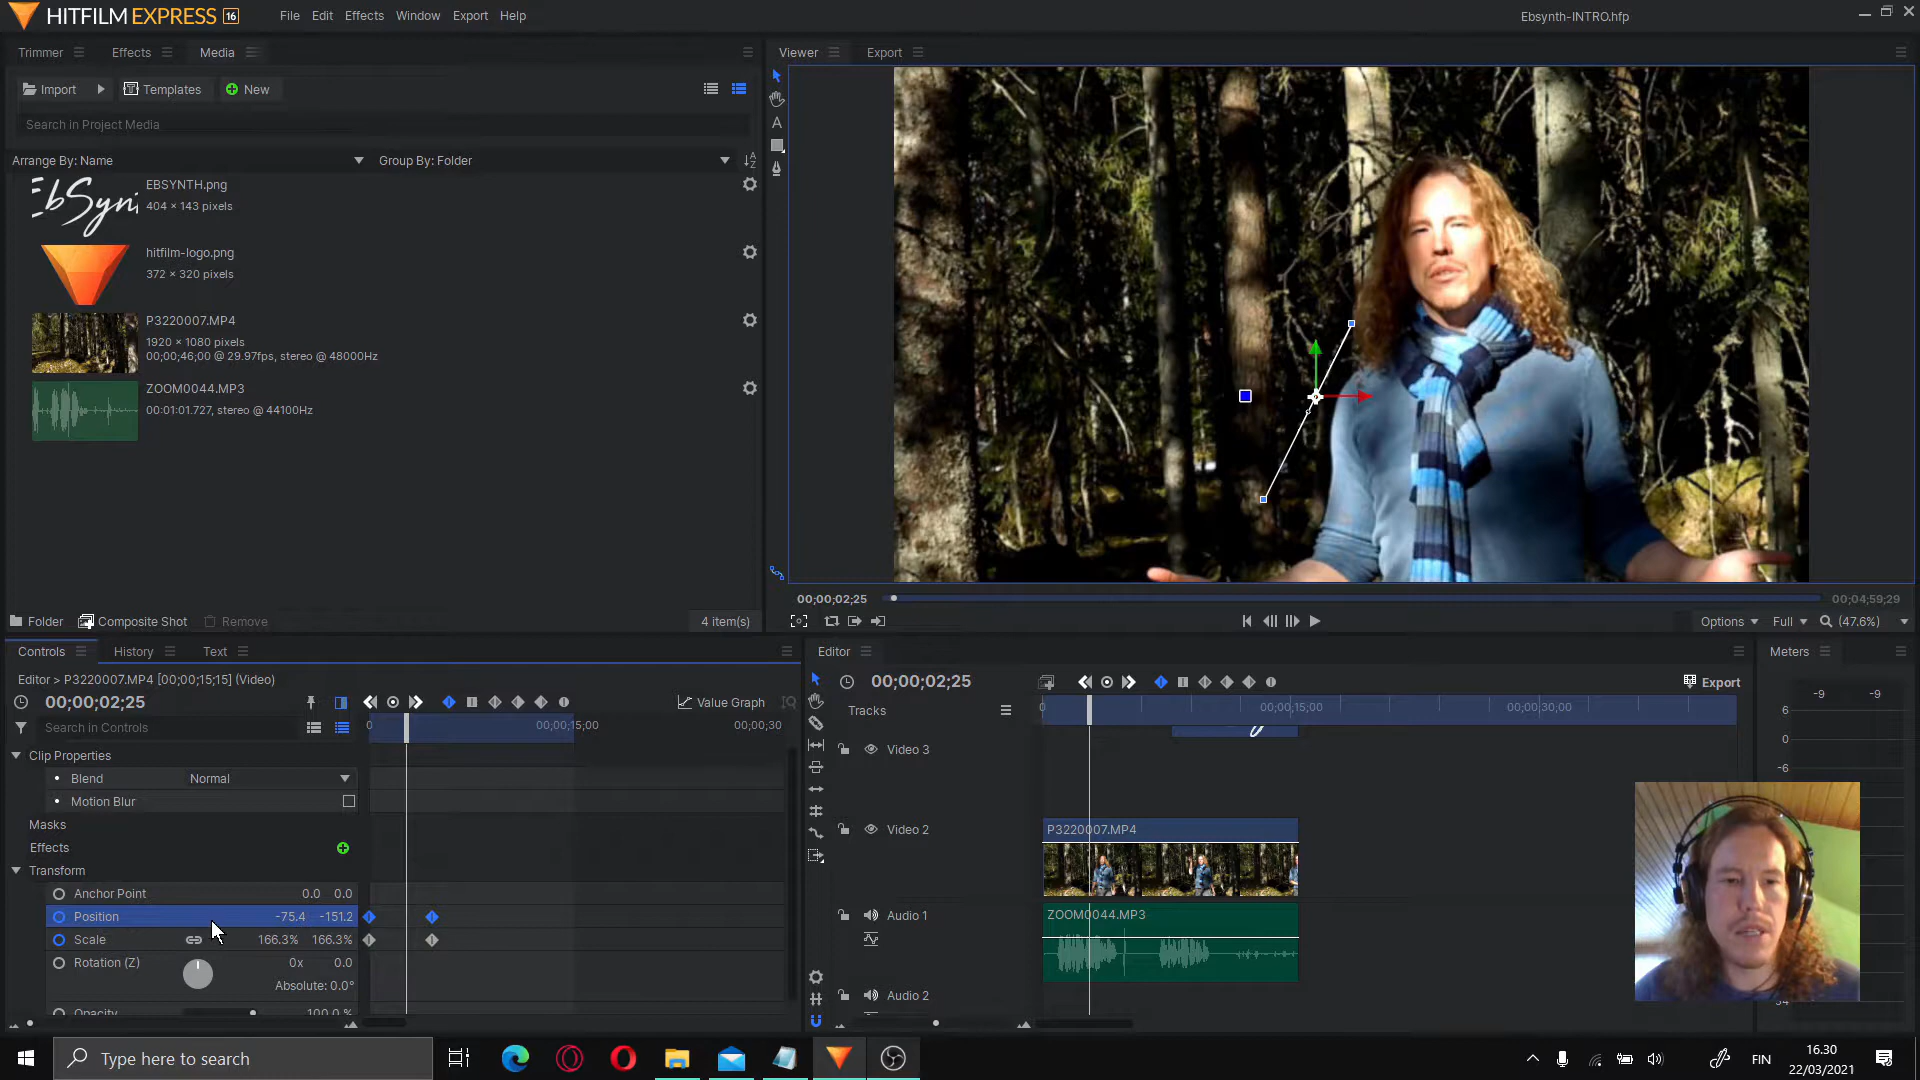 HITFILM EXPRESS 16
File Edit Effects Window Export Help
Ebsynth-INTRO.hfp
Trimmer Effects Media
Viewer Export
Import Templates New
Search in Project Media
Arrange By: Name Group By: Folder
EbSyn
EBSYNTH.png
404 × 143 pixels
hitfilm-logo.png
372 × 320 pixels
P3220007.MP4
1920 × 1080 pixels
00;00;46;00 @ 29.97fps, stereo @ 48000Hz
ZOOM0044.MP3
00:01:01.727, stereo @ 44100Hz
Folder Composite Shot Remove 4 item(s)
00;00;02;25 00;04;59;29
Options Full (47.6%)
Controls History Text
Editor > P3220007.MP4 [00;00;15;15] (Video)
00;00;02;25
Value Graph
Search in Controls
0 00;00;15;00 00;00;30
Clip Properties
Blend Normal
Motion Blur
Masks
Effects
Transform
Anchor Point 0.0 0.0
Position -75.4 -151.2
Scale 166.3% 166.3%
Rotation (Z) 0x 0.0
Absolute: 0.0°
Opacity 100.0 %
Editor
00;00;02;25
Export
Tracks
0 00;00;15;00 00;00;30;00
Video 3
Video 2
P3220007.MP4
Audio 1
ZOOM0044.MP3
Audio 2
Meters
-9 -9
6
0
-6
Type here to search
FIN
16.30
22/03/2021